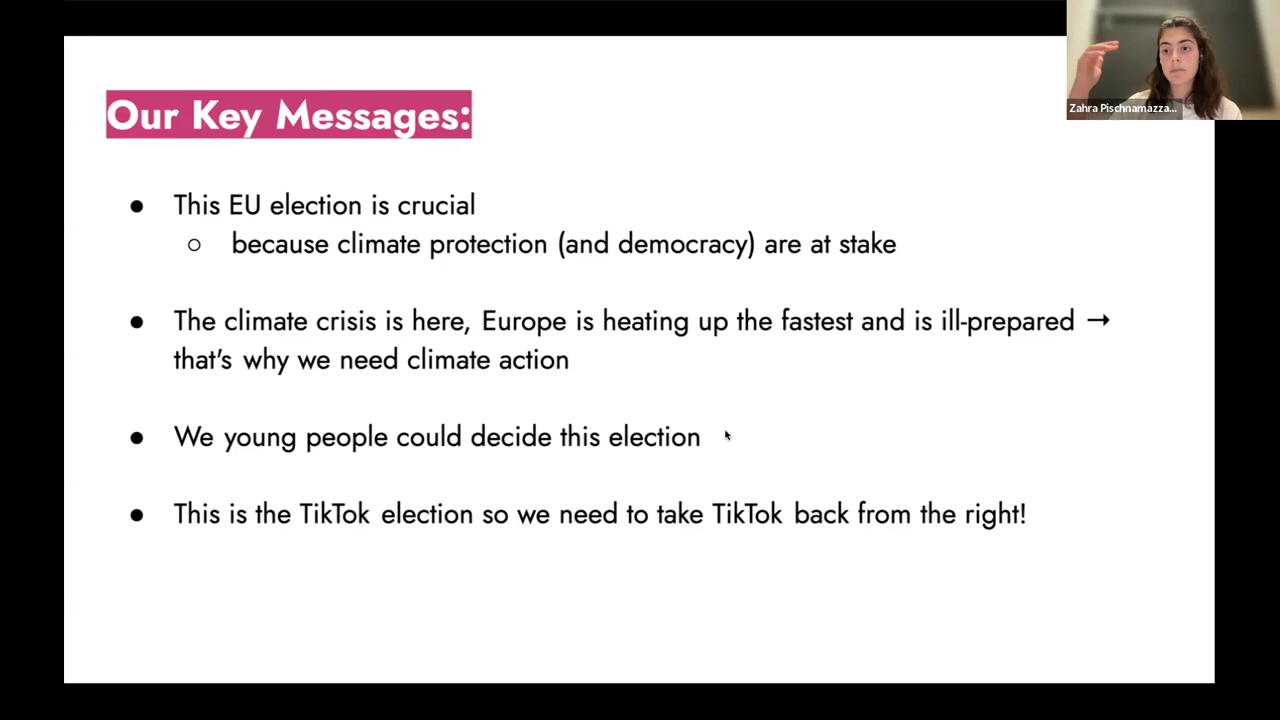 Our Key Messages:
Zahra Pischnamazza...
● This EU election is crucial
○ because climate protection (and democracy) are at stake
● The climate crisis is here, Europe is heating up the fastest and is ill-prepared →
that's why we need climate action
● We young people could decide this election
● This is the TikTok election so we need to take TikTok back from the right!